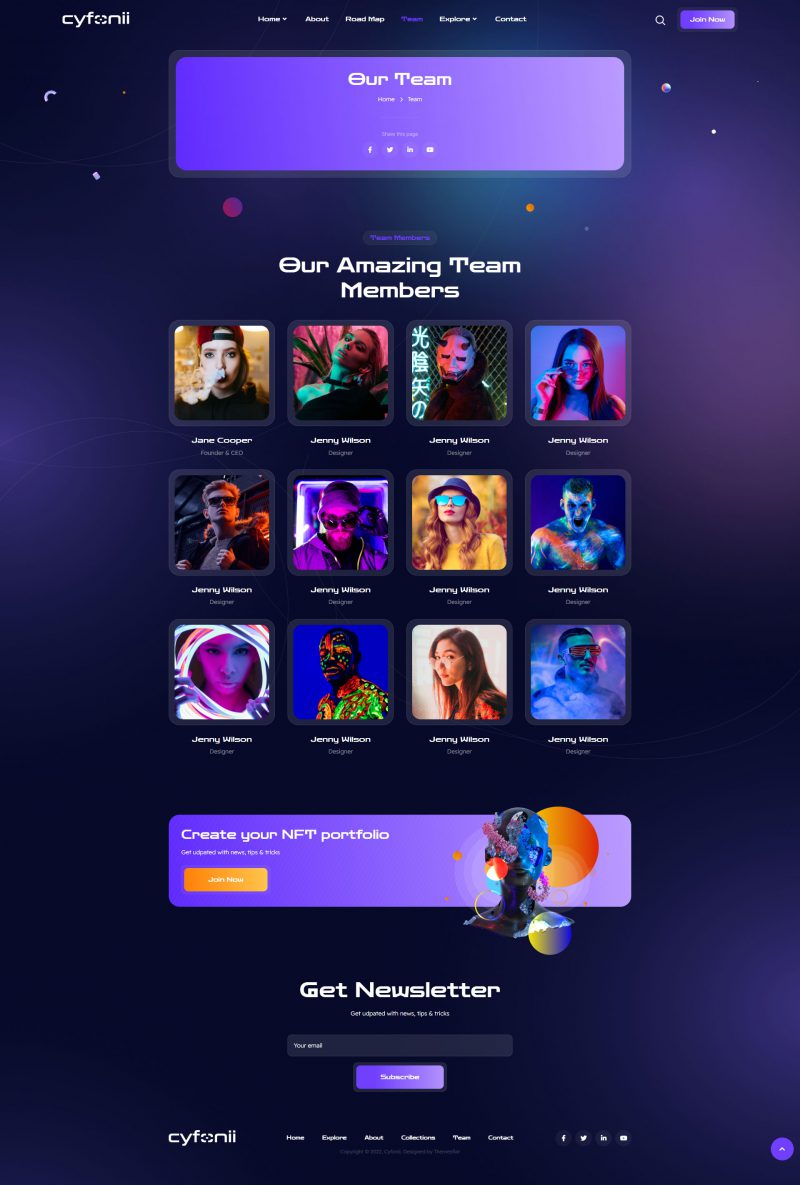 cyfonii
Home About Road Map Team Explore Contact
Join Now
Our Team
Home > Team
Share this page
Team Members
Our Amazing Team
Members
光
陰
矢
の
Jane Cooper Jenny Wilson Jenny Wilson Jenny Wilson
Founder & CEO Designer Designer Designer
Jenny Wilson Jenny Wilson Jenny Wilson Jenny Wilson
Designer Designer Designer Designer
Jenny Wilson Jenny Wilson Jenny Wilson Jenny Wilson
Designer Designer Designer Designer
Create your NFT portfolio
Get udpated with news, tips & tricks
Join Now
Get Newsletter
Get udpated with news, tips & tricks
Your email
Subscribe
cyfonii
Home Explore About Collections Team Contact
Copyright © 2022, Cyfonii, Designed by Themesflat